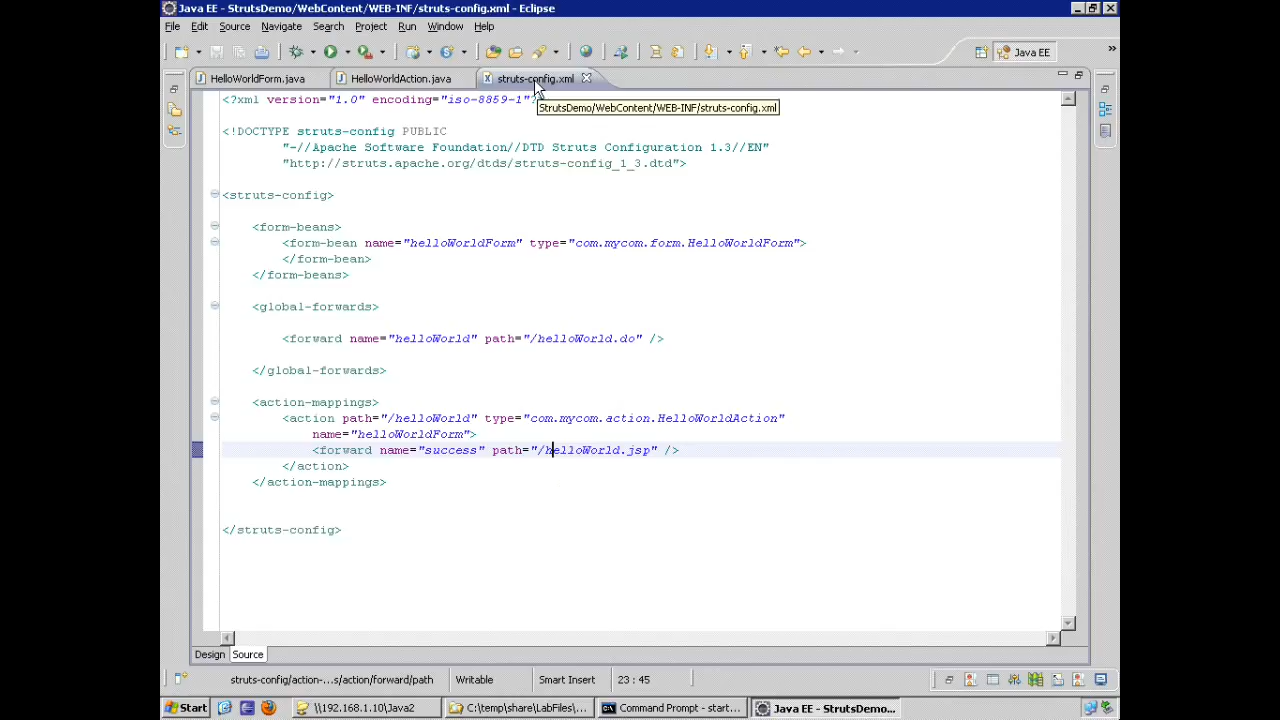 Java EE - StrutsDemo/WebContent/WEB-INF/struts-config.xml - Eclipse
File Edit Source Navigate Search Project Run Window Help
Java EE
HelloWorldForm.java HelloWorldAction.java struts-config.xml
<?xml version="1.0" encoding="iso-8859-1"?
StrutsDemo/WebContent/WEB-INF/struts-config.xml
<!DOCTYPE struts-config PUBLIC
"-//Apache Software Foundation//DTD Struts Configuration 1.3//EN"
"http://struts.apache.org/dtds/struts-config_1_3.dtd">
<struts-config>
<form-beans>
<form-bean name="helloWorldForm" type="com.mycom.form.HelloWorldForm">
</form-bean>
</form-beans>
<global-forwards>
<forward name="helloWorld" path="/helloWorld.do" />
</global-forwards>
<action-mappings>
<action path="/helloWorld" type="com.mycom.action.HelloWorldAction"
name="helloWorldForm">
<forward name="success" path="/helloWorld.jsp" />
</action>
</action-mappings>
</struts-config>
Design Source
struts-config/action-...s/action/forward/path Writable Smart Insert 23 : 45
Start \\192.168.1.10\Java2 C:\temp\share\LabFiles\... Command Prompt - start... Java EE - StrutsDemo...